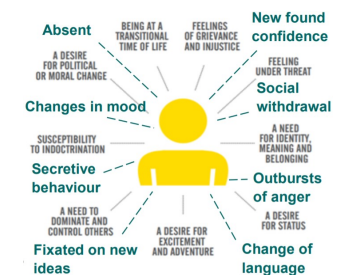 Absent
BEING AT A
TRANSITIONAL
TIME OF LIFE
FEELINGS
OF GRIEVANCE
AND INJUSTICE
New found
confidence
A DESIRE
FOR POLITICAL
OR MORAL CHANGE
FEELING
UNDER THREAT
Changes in mood
Social
withdrawal
SUSCEPTIBILITY
TO INDOCTRINATION
A NEED
FOR IDENTITY,
MEANING AND
BELONGING
Secretive
behaviour
Outbursts
of anger
A NEED TO
DOMINATE AND
CONTROL OTHERS
A DESIRE FOR
EXCITEMENT
AND ADVENTURE
A DESIRE
FOR STATUS
Fixated on new
ideas
Change of
language